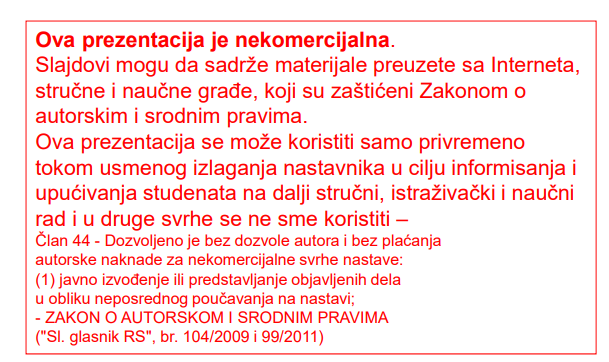 Ova prezentacija je nekomercijalna.
Slajdovi mogu da sadrže materijale preuzete sa Interneta,
stručne i naučne građe, koji su zaštićeni Zakonom o
autorskim i srodnim pravima.
Ova prezentacija se može koristiti samo privremeno
tokom usmenog izlaganja nastavnika u cilju informisanja i
upućivanja studenata na dalji stručni, istraživački i naučni
rad i u druge svrhe se ne sme koristiti –
Član 44 - Dozvoljeno je bez dozvole autora i bez plaćanja
autorske naknade za nekomercijalne svrhe nastave:
(1) javno izvođenje ili predstavljanje objavljenih dela
u obliku neposrednog poučavanja na nastavi;
- ZAKON O AUTORSKOM I SRODNIM PRAVIMA
("Sl. glasnik RS", br. 104/2009 i 99/2011)